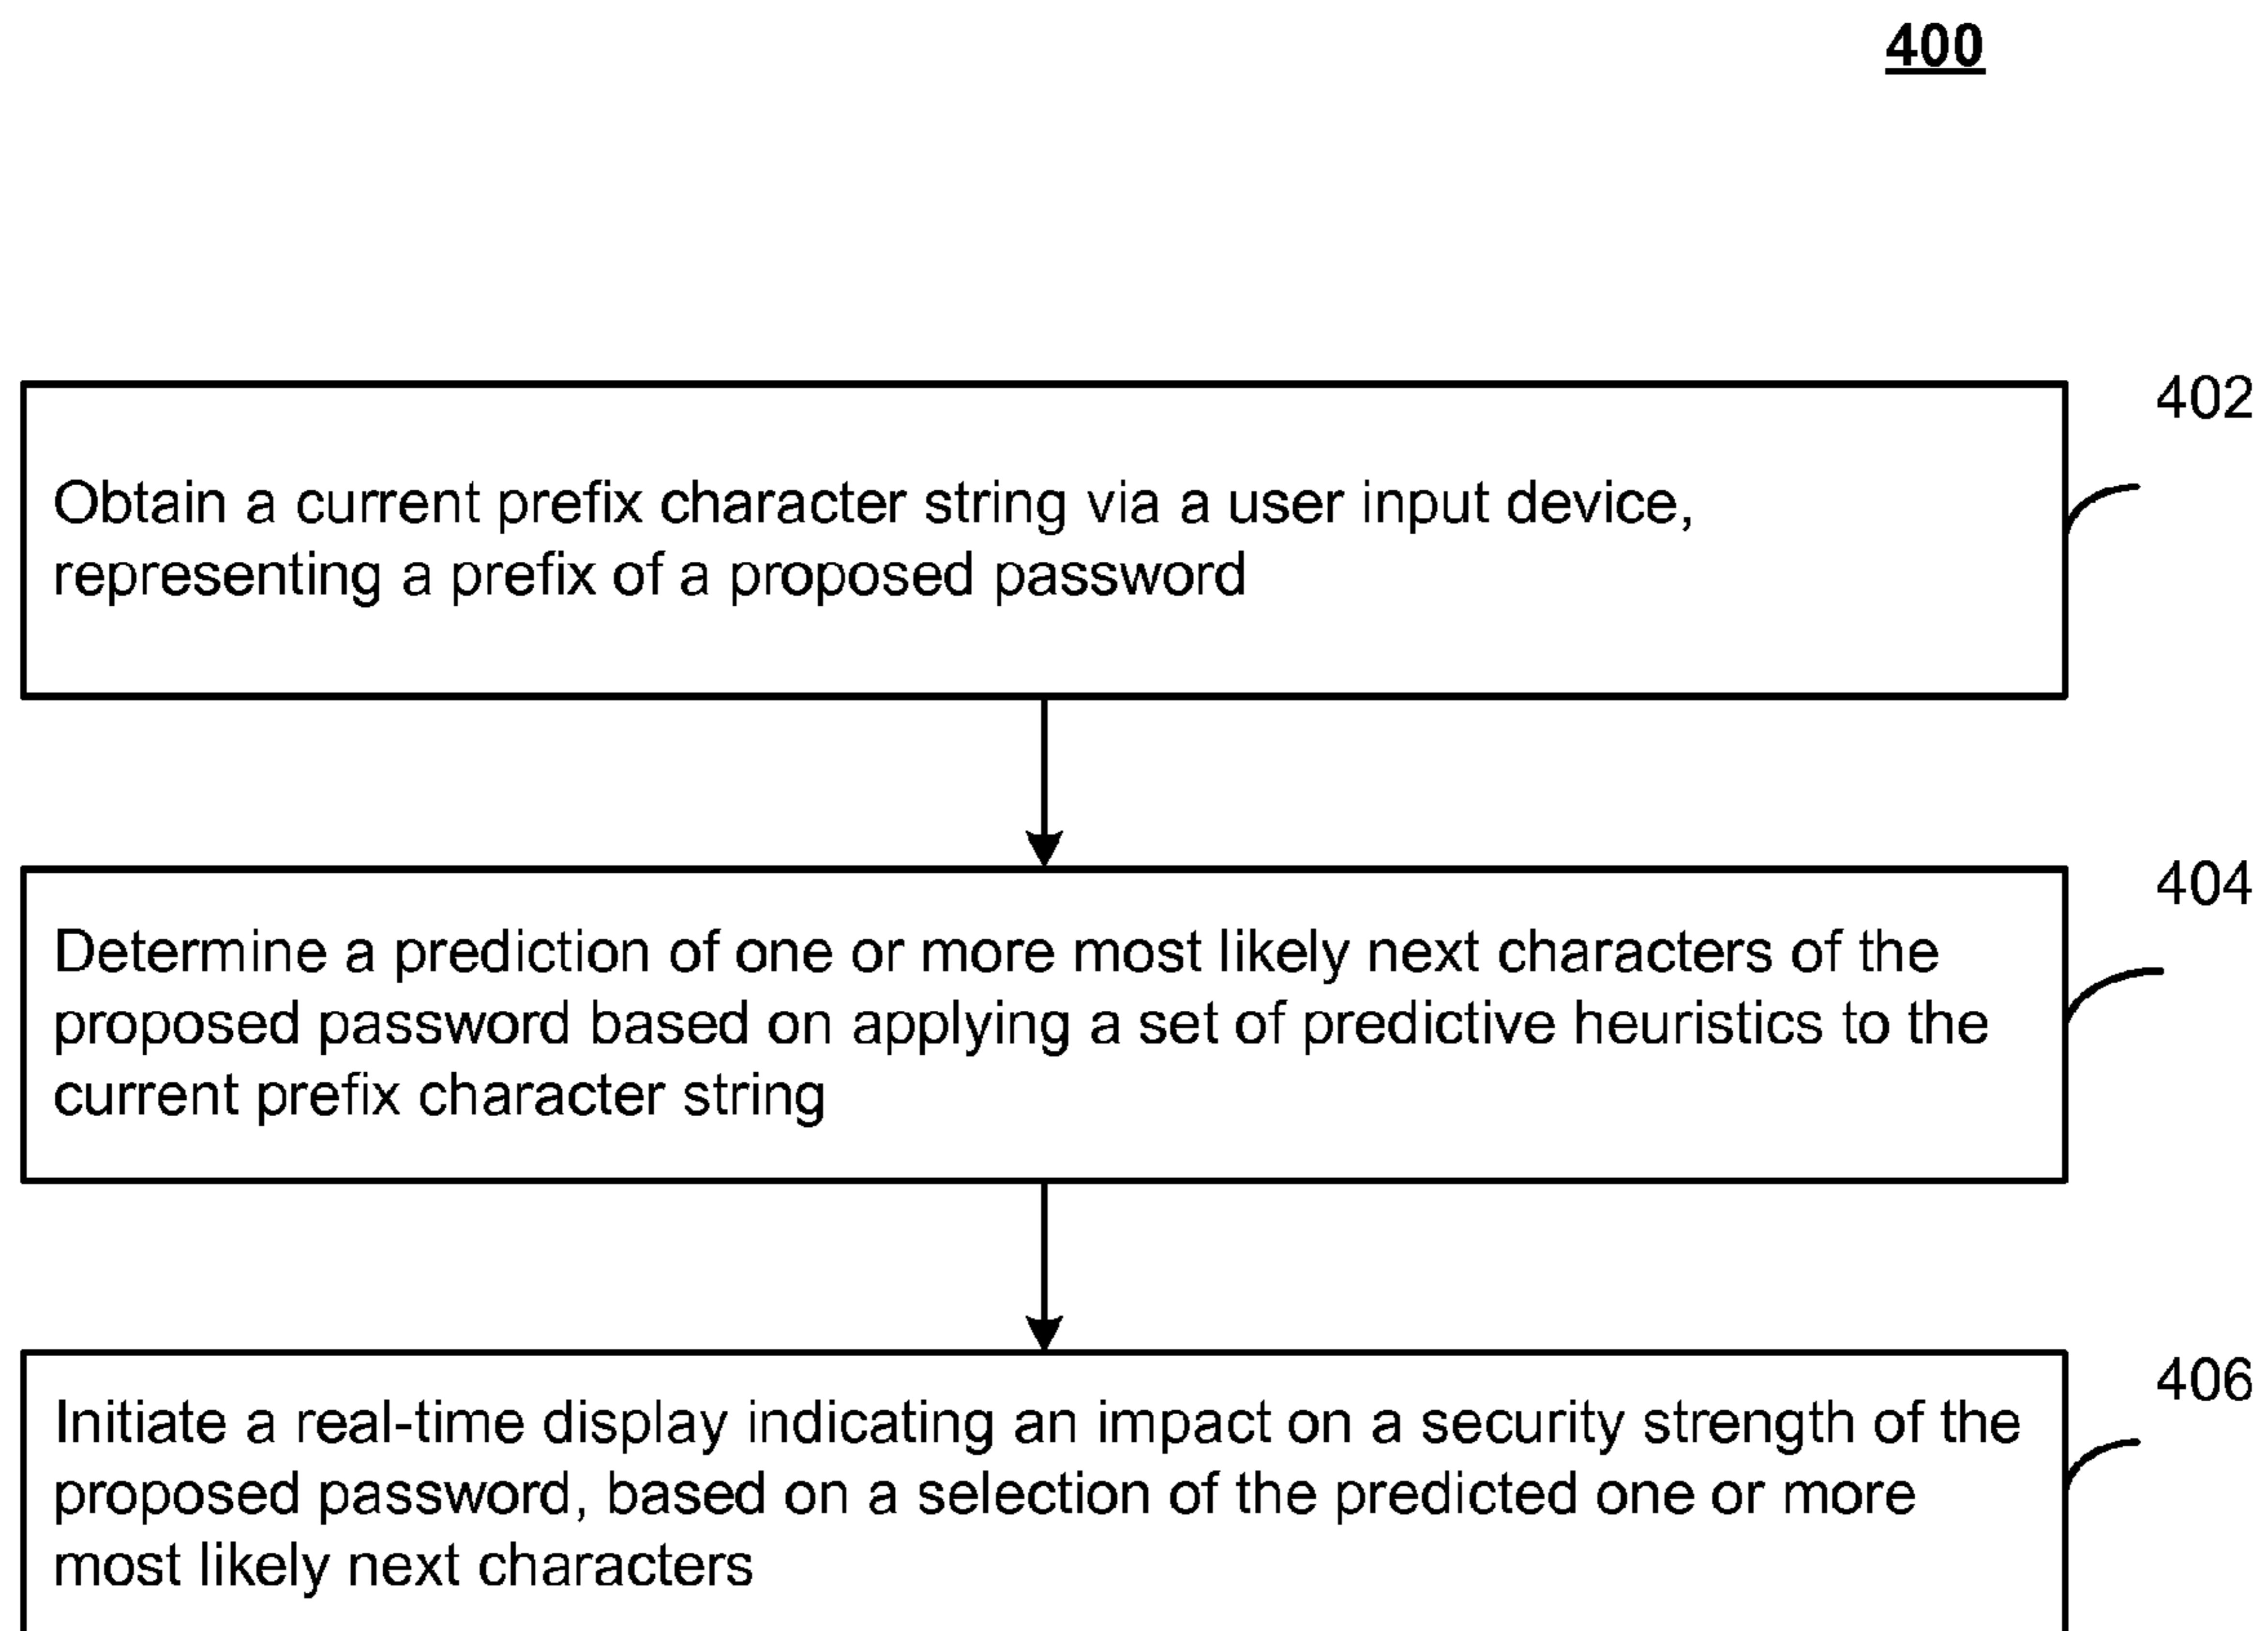 400
402
Obtain a current prefix character string via a user input device,
representing a prefix of a proposed password
404
Determine a prediction of one or more most likely next characters of the
proposed password based on applying a set of predictive heuristics to the
current prefix character string
406
Initiate a real-time display indicating an impact on a security strength of the
proposed password, based on a selection of the predicted one or more
most likely next characters